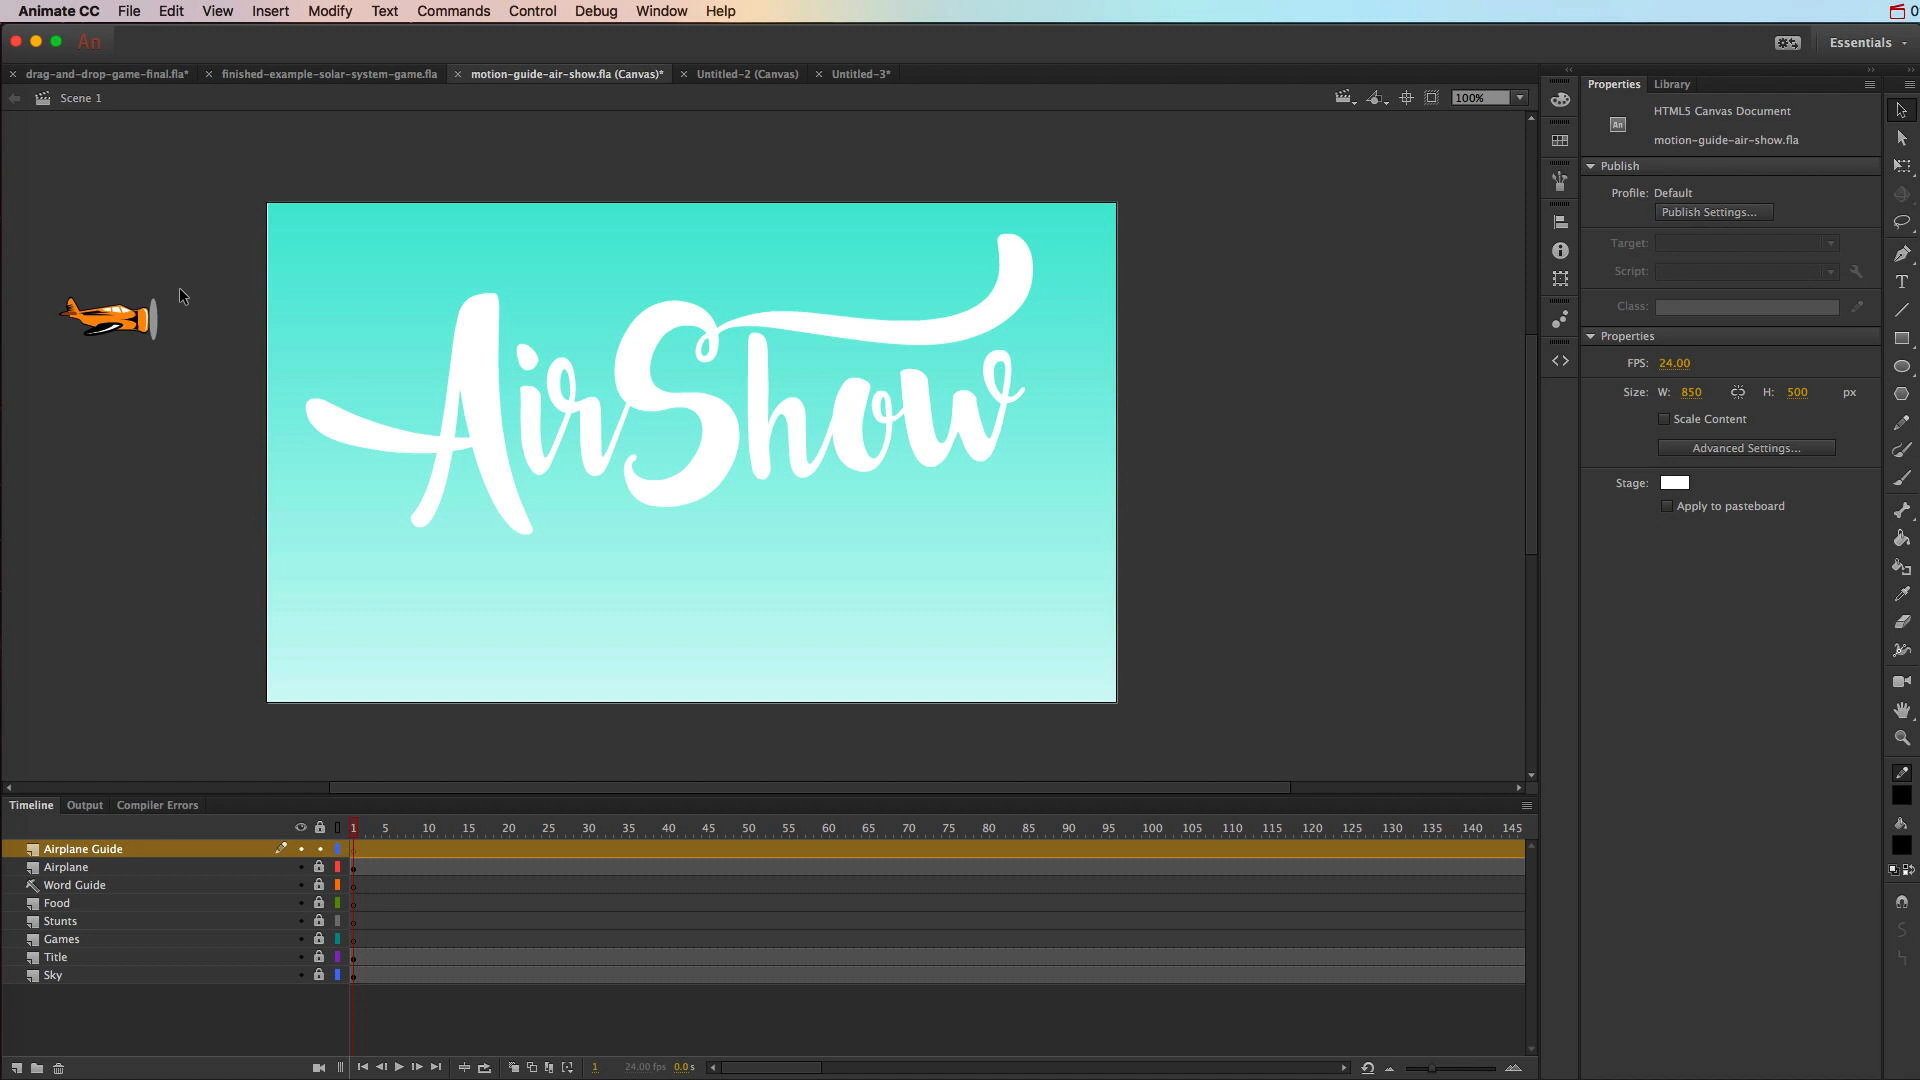 Animate CC File Edit View Insert Modify Text Commands Control Debug Window Help 0
An Essentials
drag-and-drop-game-final.fla* finished-example-solar-system-game.fla motion-guide-air-show.fla (Canvas)* Untitled-2 (Canvas) Untitled-3*
Scene 1 100%
Properties Library
An HTML5 Canvas Document
motion-guide-air-show.fla
Publish
Profile: Default
Publish Settings...
Target:
Script:
Class:
Properties
FPS: 24.00
Size: W: 850 H: 500 px
Scale Content
Advanced Settings...
Stage:
Apply to pasteboard
AirShow
Timeline Output Compiler Errors
1 5 10 15 20 25 30 35 40 45 50 55 60 65 70 75 80 85 90 95 100 105 110 115 120 125 130 135 140 145
Airplane Guide
Airplane
Word Guide
Food
Stunts
Games
Title
Sky
1 24.00 fps 0.0 s